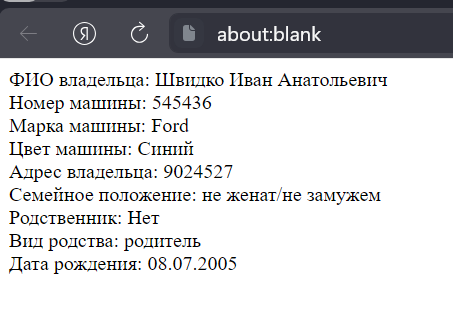 about:blank
ФИО владельца: Швидко Иван Анатольевич
Номер машины: 545436
Марка машины: Ford
Цвет машины: Синий
Адрес владельца: 9024527
Семейное положение: не женат/не замужем
Родственник: Нет
Вид родства: родитель
Дата рождения: 08.07.2005